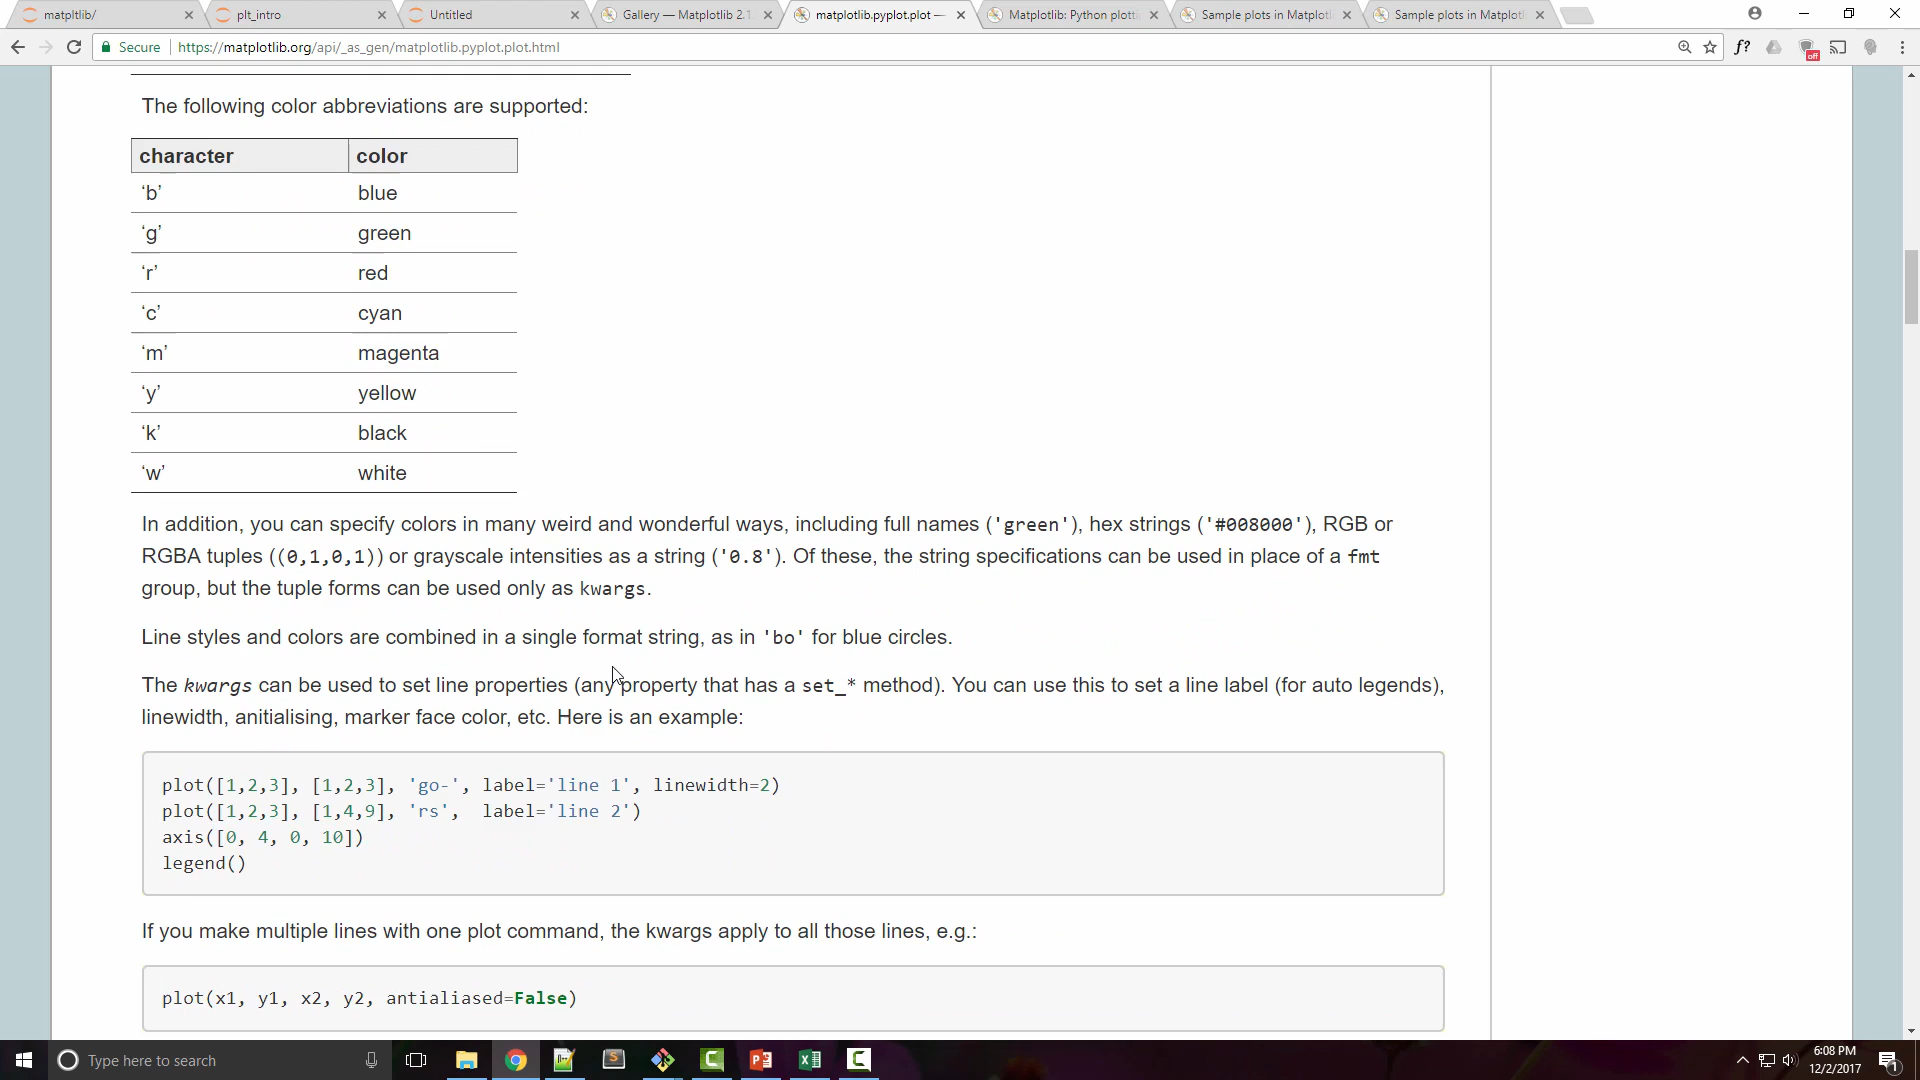 matpltlib/
plt_intro
Untitled
Gallery — Matplotlib 2.1
matplotlib.pyplot.plot —
Matplotlib: Python plotti
Sample plots in Matplotl
Sample plots in Matplotl
Secure
https://matplotlib.org/api/_as_gen/matplotlib.pyplot.plot.html
f?
off
The following color abbreviations are supported:
character color
‘b’ blue
‘g’ green
‘r’ red
‘c’ cyan
‘m’ magenta
‘y’ yellow
‘k’ black
‘w’ white
In addition, you can specify colors in many weird and wonderful ways, including full names ('green'), hex strings ('#008000'), RGB or
RGBA tuples ((0,1,0,1)) or grayscale intensities as a string ('0.8'). Of these, the string specifications can be used in place of a fmt
group, but the tuple forms can be used only as kwargs.
Line styles and colors are combined in a single format string, as in 'bo' for blue circles.
The kwargs can be used to set line properties (any property that has a set_* method). You can use this to set a line label (for auto legends),
linewidth, anitialising, marker face color, etc. Here is an example:
plot([1,2,3], [1,2,3], 'go-', label='line 1', linewidth=2)
plot([1,2,3], [1,4,9], 'rs',  label='line 2')
axis([0, 4, 0, 10])
legend()
If you make multiple lines with one plot command, the kwargs apply to all those lines, e.g.:
plot(x1, y1, x2, y2, antialiased=False)
Type here to search
6:08 PM
12/2/2017
1